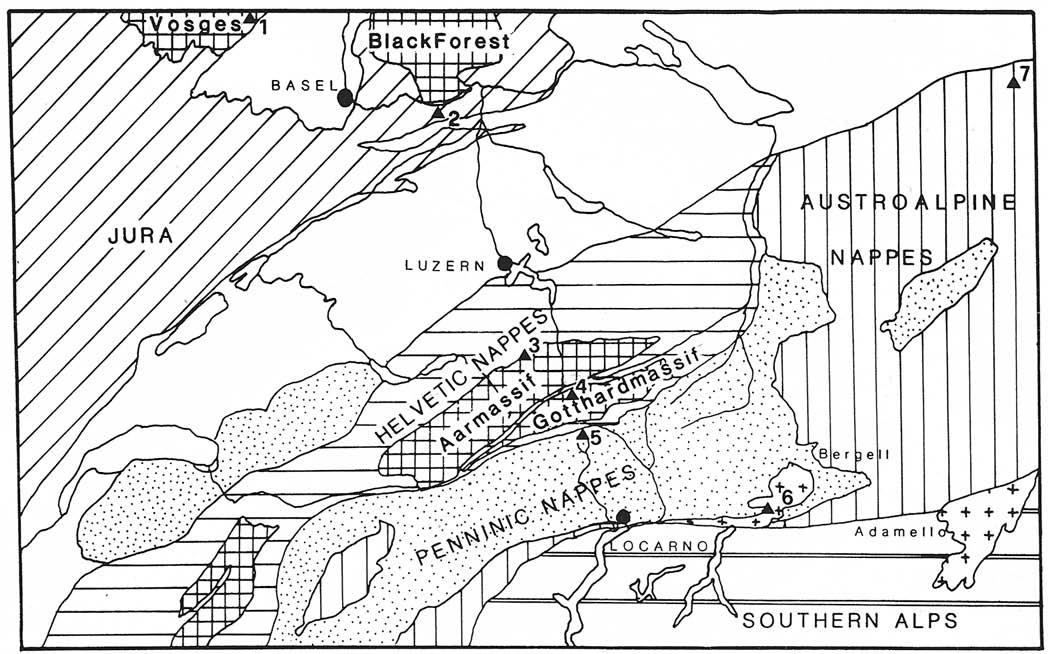 Vosges 1
BlackForest
BASEL
2
7
JURA
AUSTROALPINE
NAPPES
LUZERN
HELVETIC NAPPES
3
Aarmassif
4
Gotthardmassif
5
Bergell
6
PENNINIC NAPPES
Adamello
LOCARNO
SOUTHERN ALPS